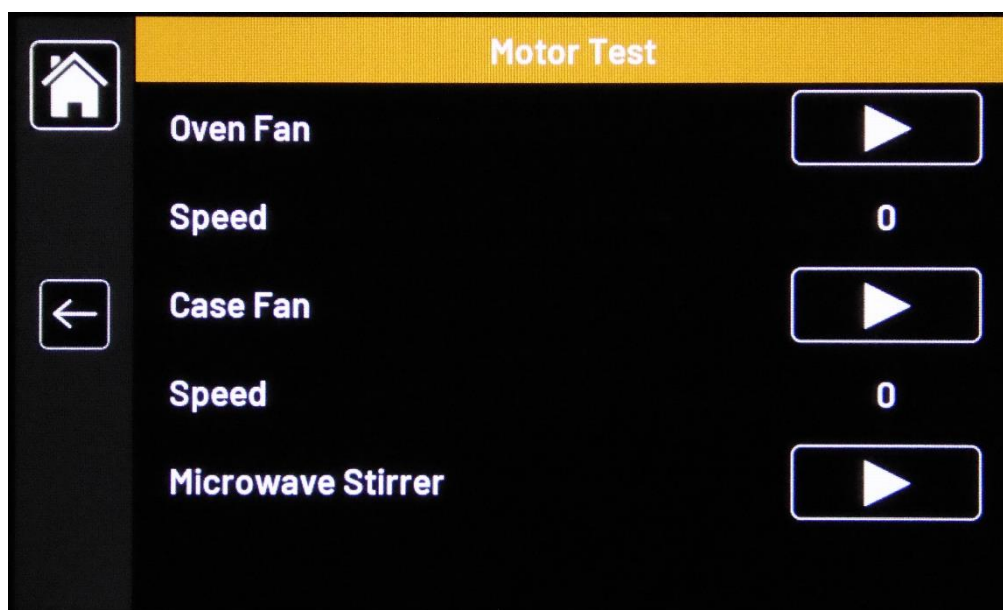 Motor Test
Oven Fan
Speed 0
Case Fan
Speed 0
Microwave Stirrer